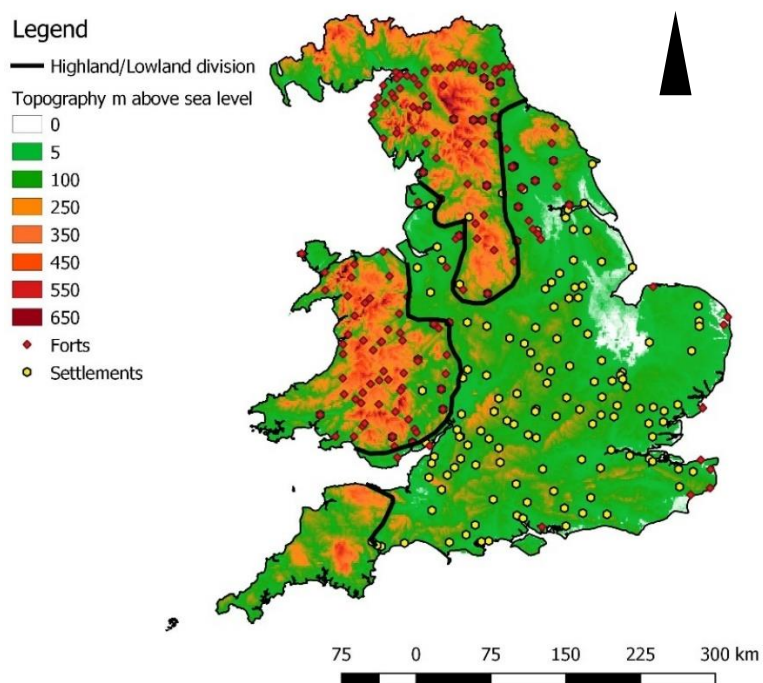 Legend
Highland/Lowland division
Topography m above sea level
0
5
100
250
350
450
550
650
Forts
Settlements
75 0 75 150 225 300 km